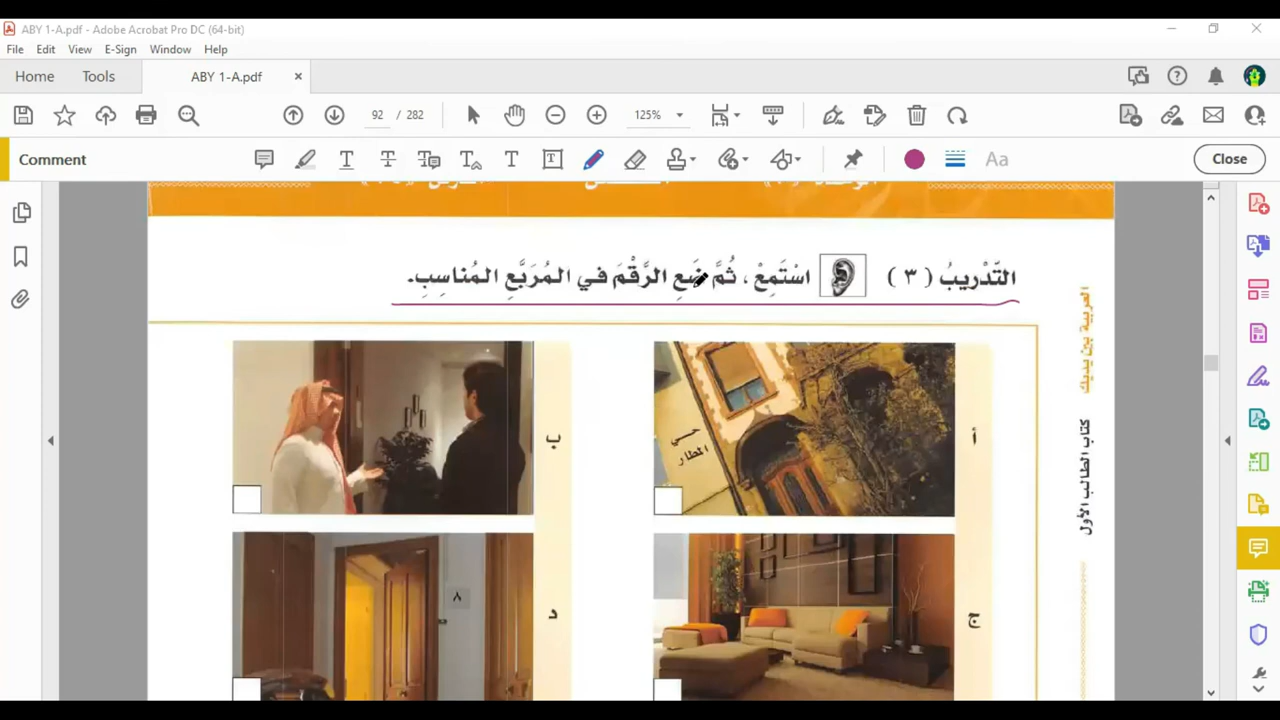 ABY 1-A.pdf - Adobe Acrobat Pro DC (64-bit)
File Edit View E-Sign Window Help
Home Tools ABY 1-A.pdf ×
92 / 282 125%
Comment Aa Close
التَّدْرِيبُ ( ٣ ) اسْتَمِعْ ، ثُمَّ ضَعِ الرَّقْمَ في المُرَبَّعِ المُناسِبِ.
العربية بين يديك
كتاب الطالب الأول
أ
حي
المطار
ب
ج
د
٨